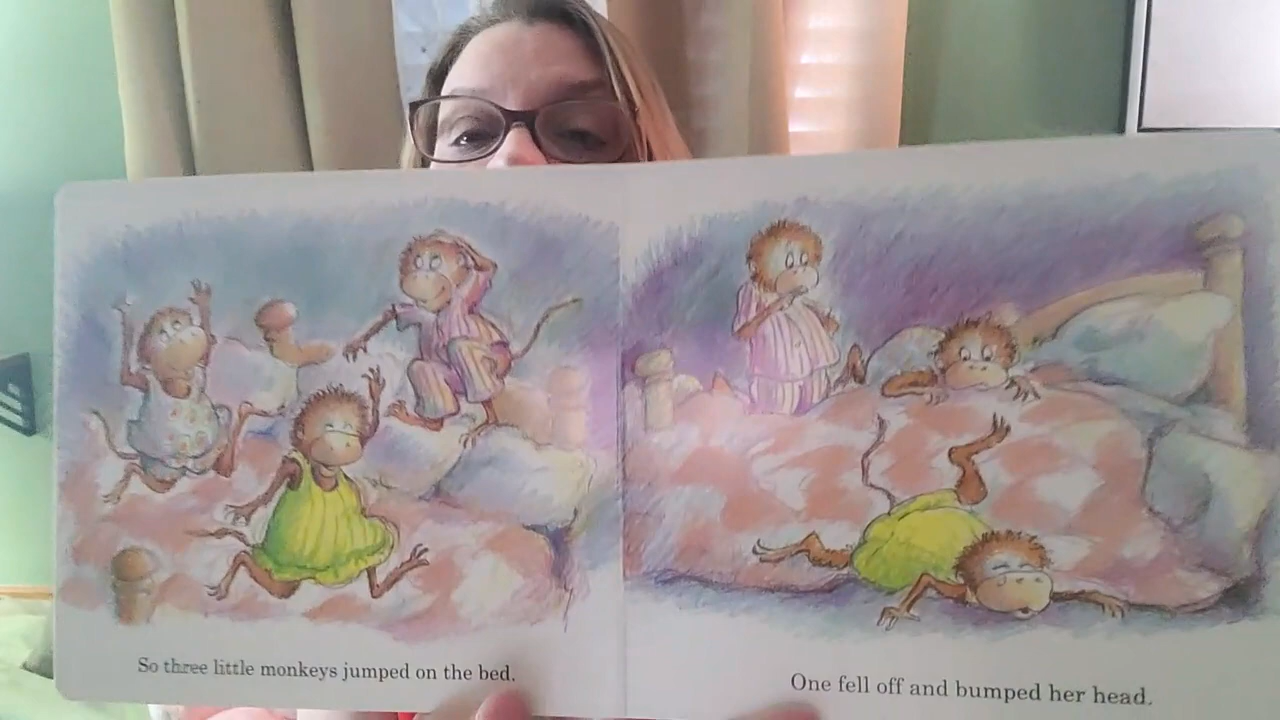 So three little monkeys jumped on the bed.
One fell off and bumped her head.